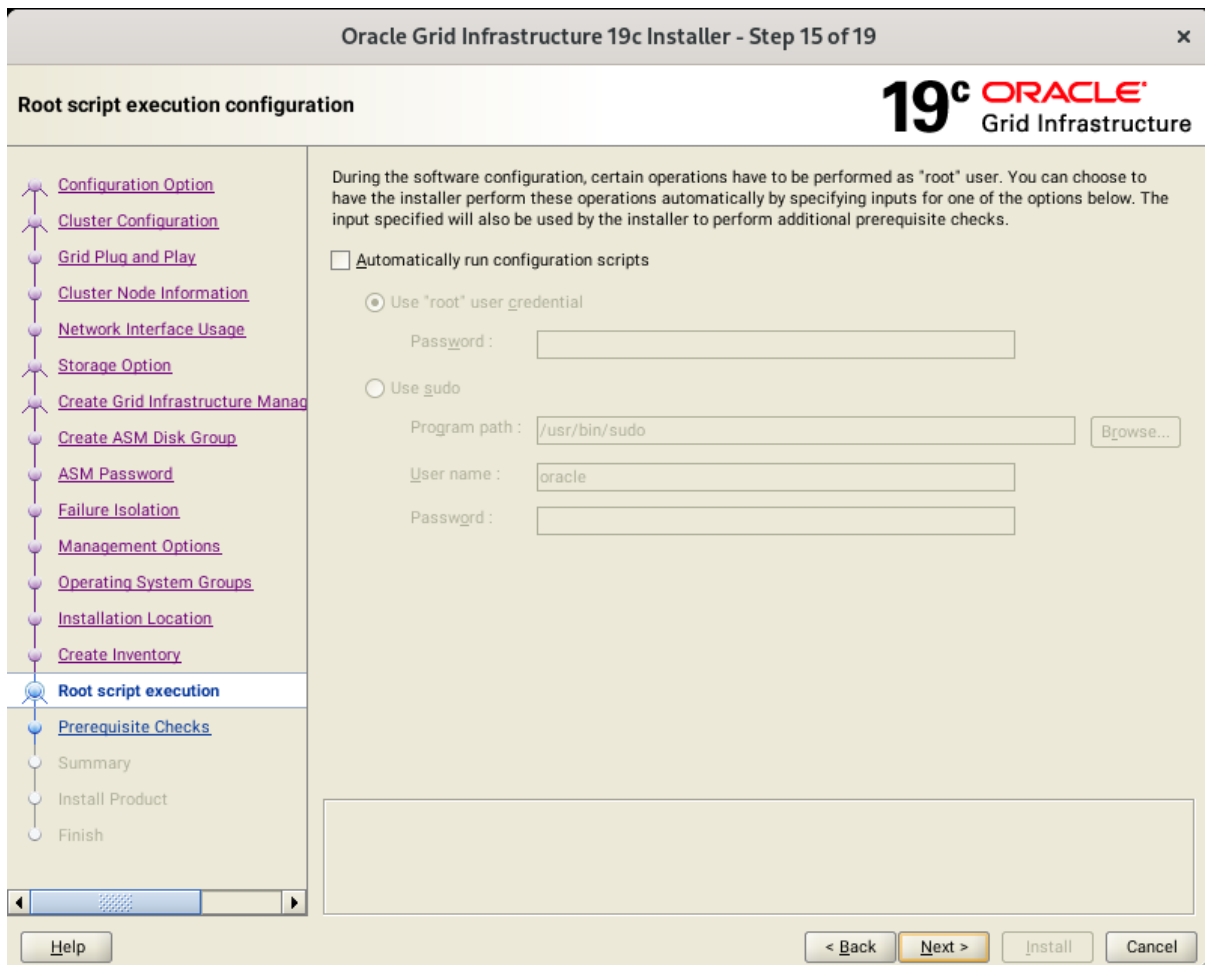 Oracle Grid Infrastructure 19c Installer - Step 15 of 19
Root script execution configuration
19c ORACLE
Grid Infrastructure
Configuration Option
Cluster Configuration
Grid Plug and Play
Cluster Node Information
Network Interface Usage
Storage Option
Create Grid Infrastructure Manag
Create ASM Disk Group
ASM Password
Failure Isolation
Management Options
Operating System Groups
Installation Location
Create Inventory
Root script execution
Prerequisite Checks
Summary
Install Product
Finish
During the software configuration, certain operations have to be performed as "root" user. You can choose to
have the installer perform these operations automatically by specifying inputs for one of the options below. The
input specified will also be used by the installer to perform additional prerequisite checks.
Automatically run configuration scripts
Use "root" user credential
Password :
Use sudo
Program path : /usr/bin/sudo Browse...
User name : oracle
Password :
Help < Back Next > Install Cancel